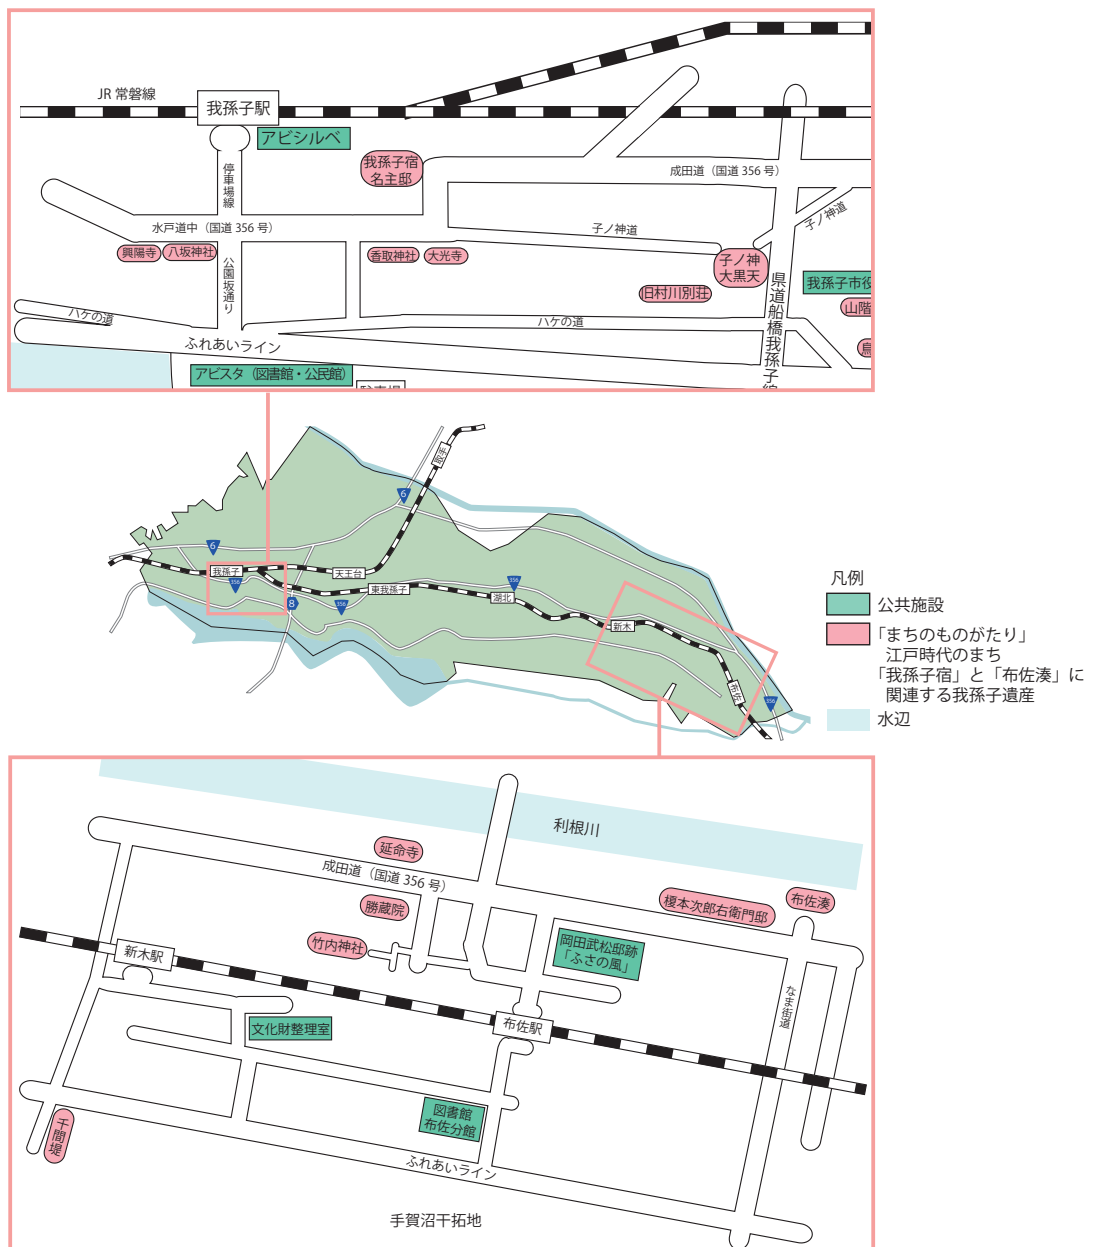 JR 常磐線
我孫子駅
アビシルベ
停車場線
我孫子宿
名主邸
成田道（国道 356 号）
水戸道中（国道 356 号）
子ノ神道
子ノ神道
興陽寺
八坂神社
公園坂通り
香取神社
大光寺
子ノ神
大黒天
旧村川別荘
県道船橋我孫子線
我孫子市役
山階
鳥
ハケの道
ハケの道
ふれあいライン
アビスタ（図書館・公民館）
駐車場
取手
6
6
我孫子
356
天王台
8
東我孫子
356
356
湖北
新木
布佐
356
凡例
公共施設
「まちのものがたり」
江戸時代のまち
「我孫子宿」と「布佐湊」に
関連する我孫子遺産
水辺
利根川
延命寺
成田道（国道 356 号）
勝蔵院
榎本次郎右衛門邸
布佐湊
竹内神社
岡田武松邸跡
「ふさの風」
新木駅
なま街道
文化財整理室
布佐駅
図書館
布佐分館
千間堤
ふれあいライン
手賀沼干拓地